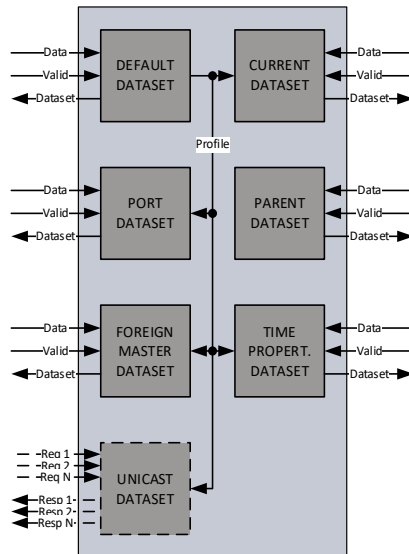 Data
Valid
Dataset
DEFAULT
DATASET
CURRENT
DATASET
Data
Valid
Dataset
Profile
Data
Valid
Dataset
PORT
DATASET
PARENT
DATASET
Data
Valid
Dataset
Data
Valid
Dataset
FOREIGN
MASTER
DATASET
TIME
PROPERT.
DATASET
Data
Valid
Dataset
Req 1
Req 2
Req N
Resp 1
Resp 2
Resp N
UNICAST
DATASET